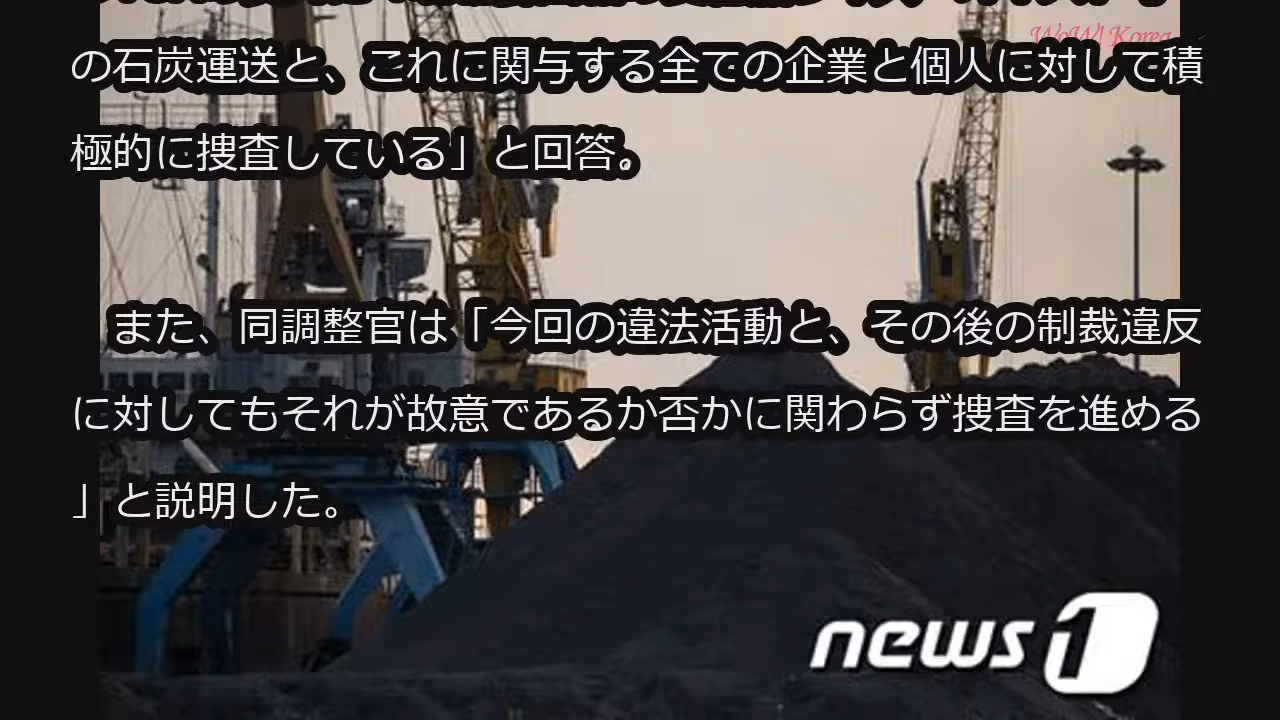 WoW! Korea
の石炭運送と、これに関与する全ての企業と個人に対して積
極的に捜査している」と回答。
また、同調整官は「今回の違法活動と、その後の制裁違反
に対してもそれが故意であるか否かに関わらず捜査を進める
」と説明した。
news1